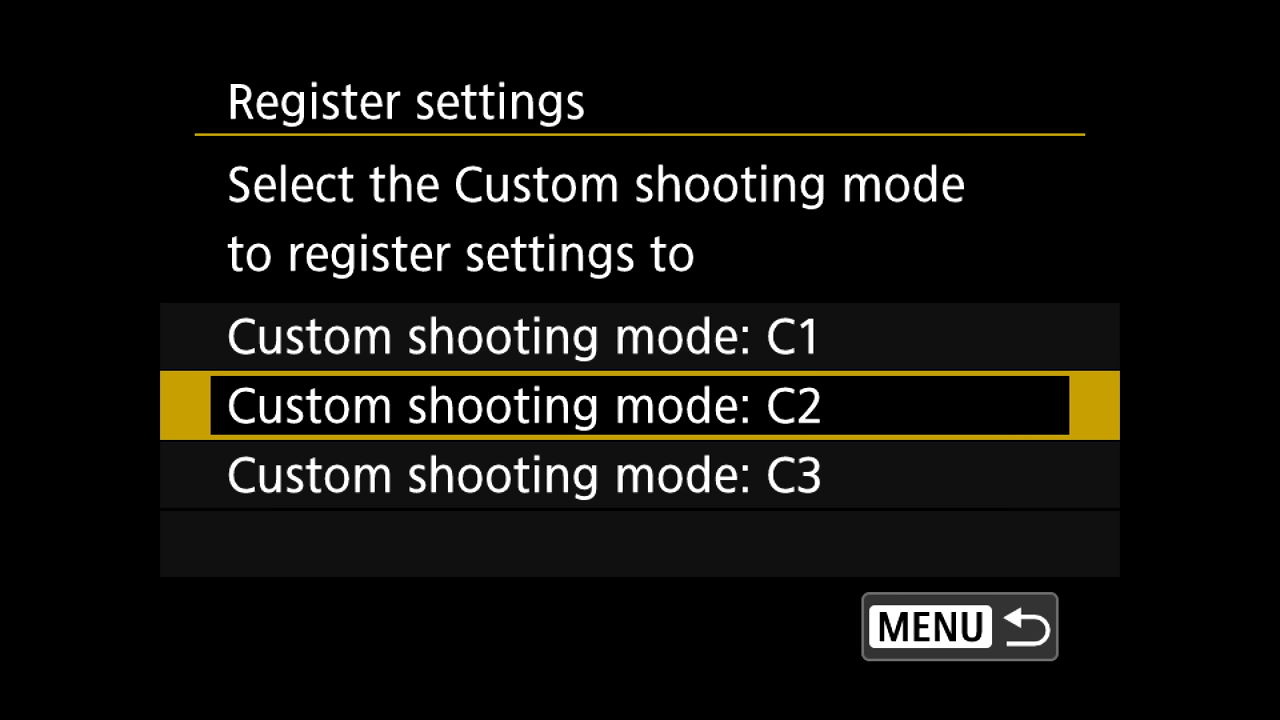 Register settings
Select the Custom shooting mode
to register settings to
Custom shooting mode: C1
Custom shooting mode: C2
Custom shooting mode: C3
MENU